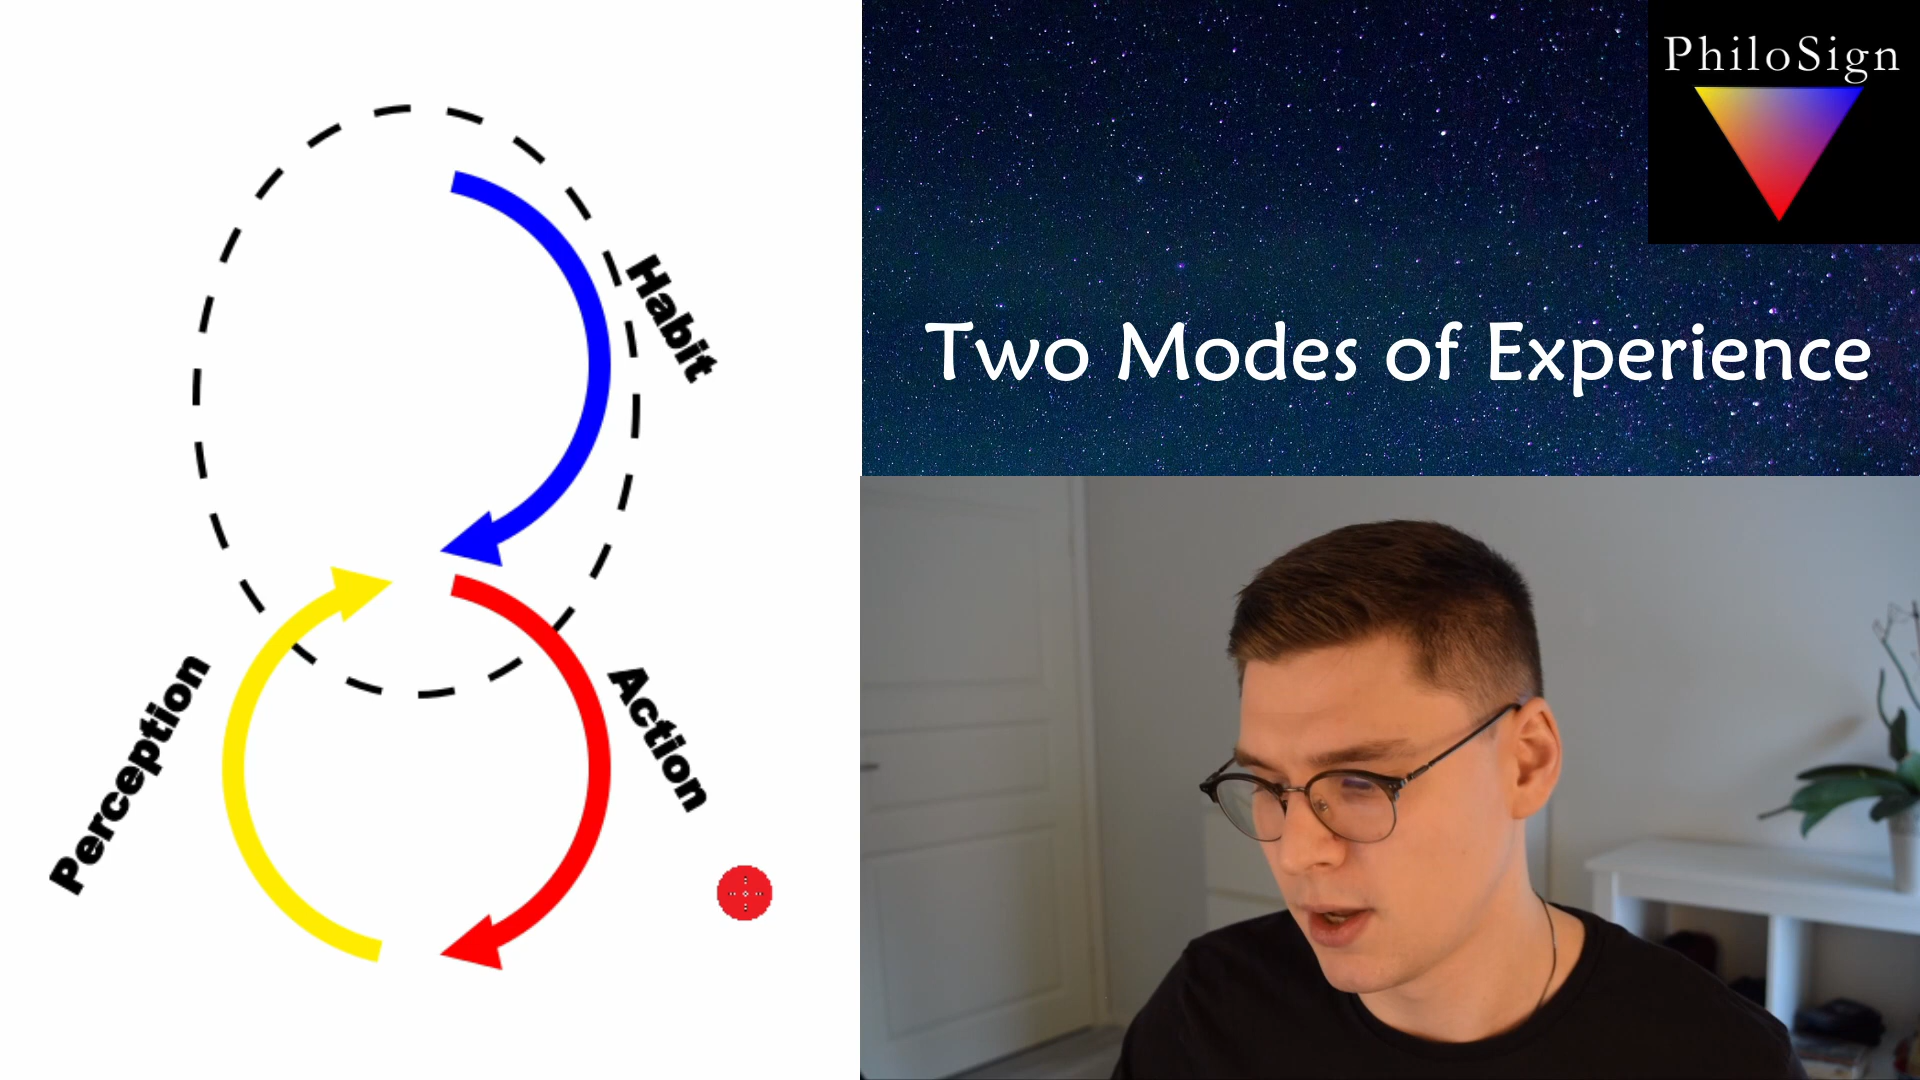 Habit
Perception
Action
PhiloSign
Two Modes of Experience